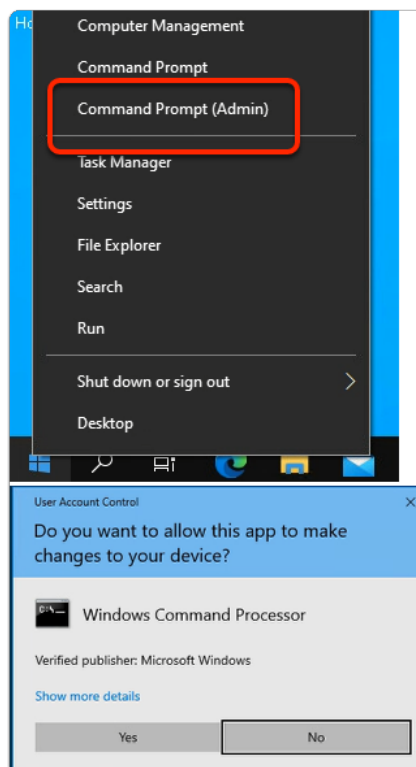 Computer Management
Command Prompt
Command Prompt (Admin)
Task Manager
Settings
File Explorer
Search
Run
Shut down or sign out
Desktop
User Account Control
Do you want to allow this app to make
changes to your device?
Windows Command Processor
Verified publisher: Microsoft Windows
Show more details
Yes
No